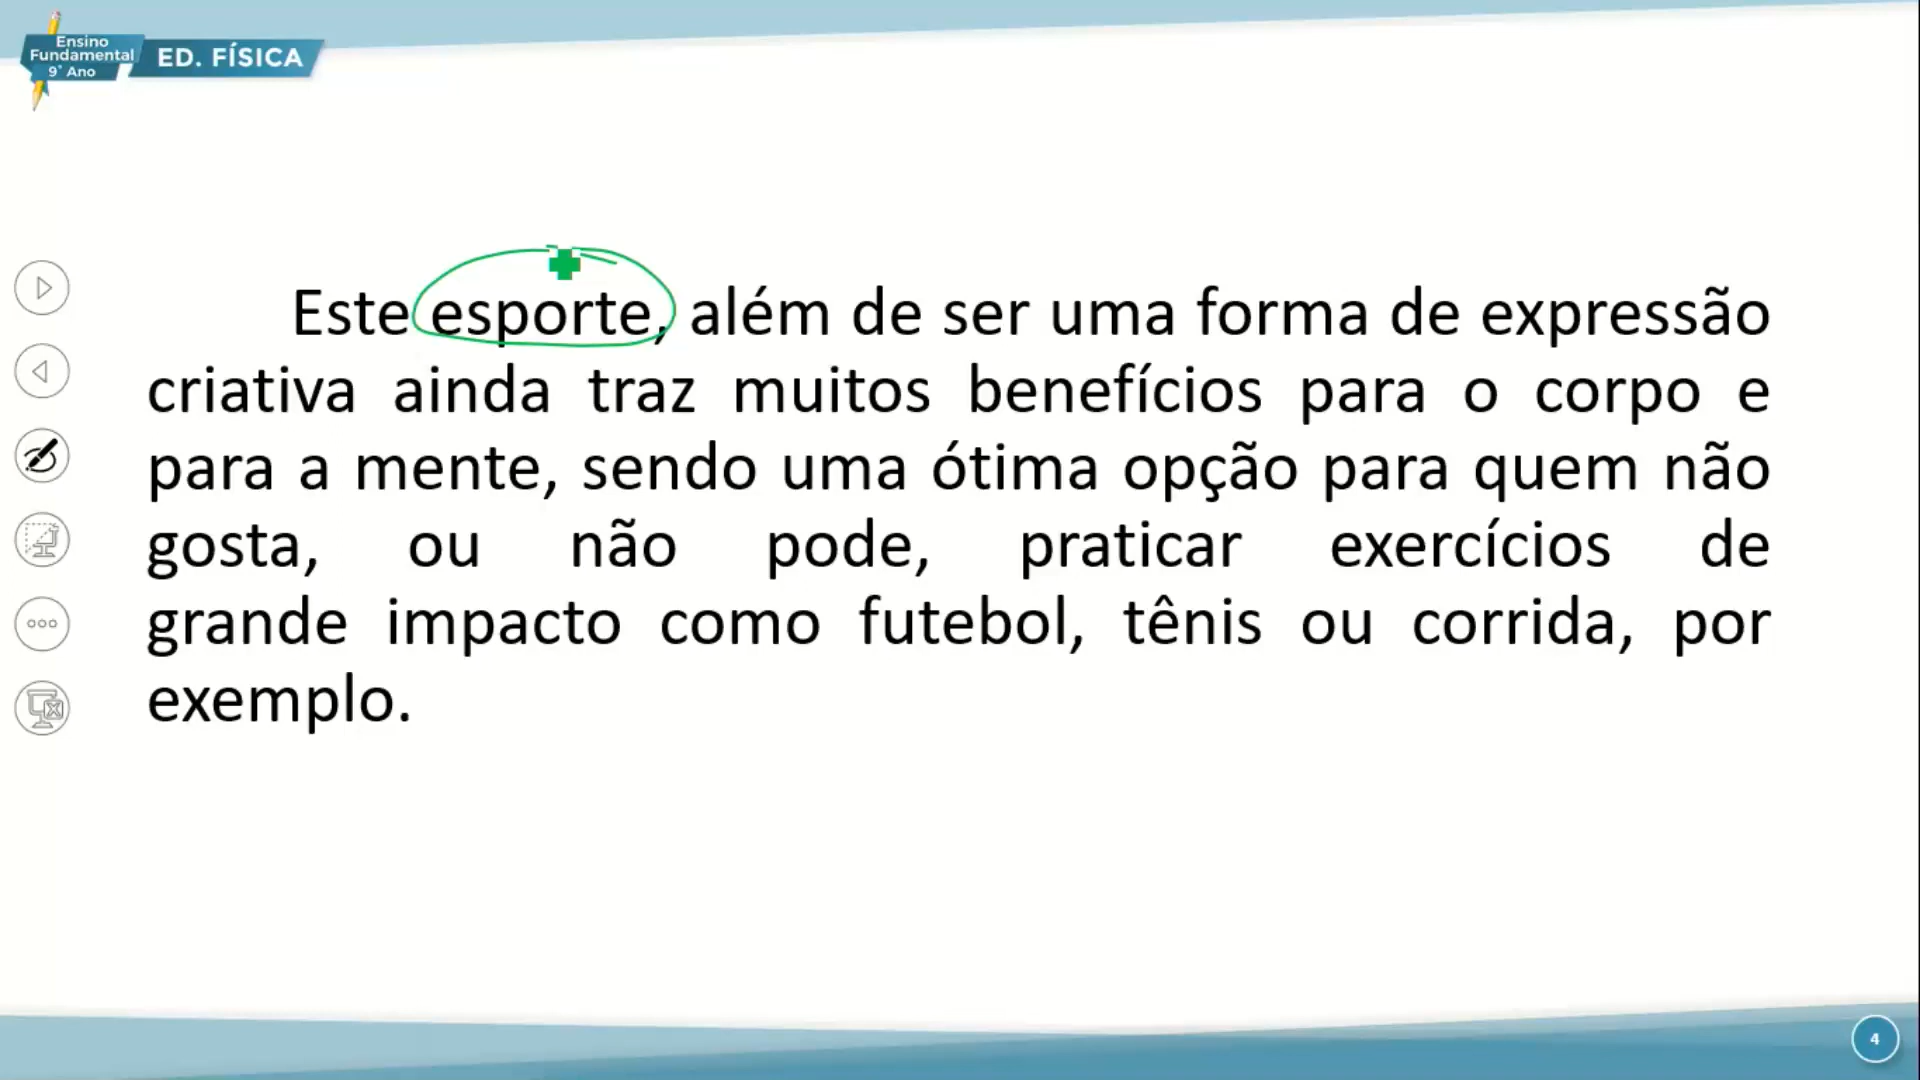 Ensino
Fundamental
9° Ano
ED. FÍSICA
Este esporte, além de ser uma forma de expressão
criativa ainda traz muitos benefícios para o corpo e
para a mente, sendo uma ótima opção para quem não
gosta, ou não pode, praticar exercícios de
grande impacto como futebol, tênis ou corrida, por
exemplo.
4